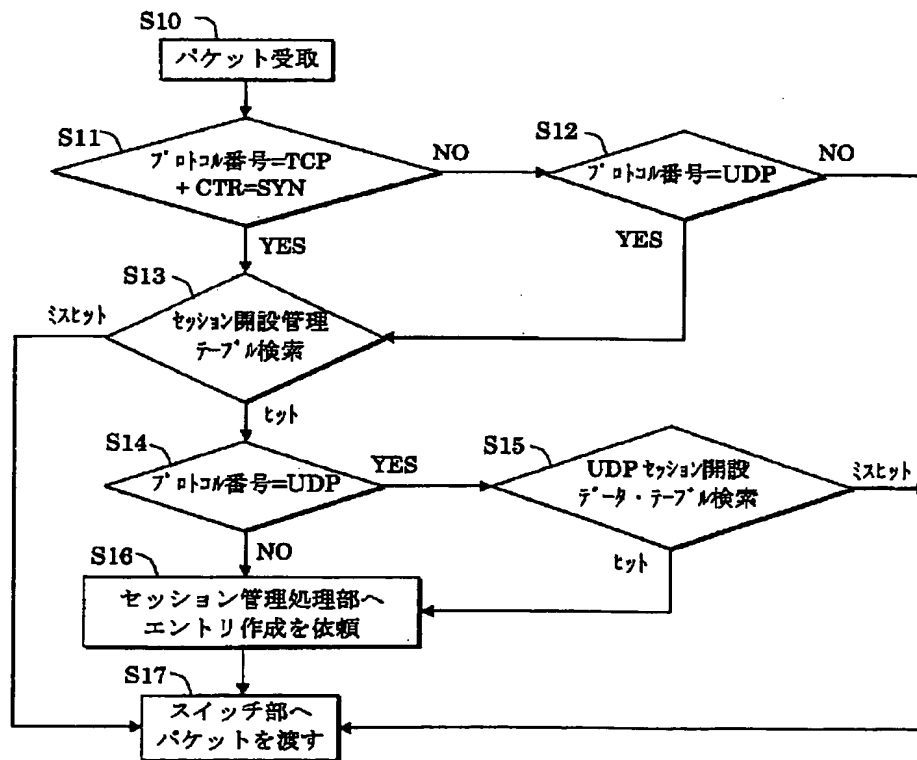 S10
パケット受取
S11
プロトコル番号=TCP
+ CTR=SYN
NO
S12
プロトコル番号=UDP
NO
YES
YES
S13
ミスヒット
セッション開設管理
テーブル検索
ヒット
S14
プロトコル番号=UDP
YES
S15
UDPセッション開設
データ・テーブル検索
ミスヒット
NO
ヒット
S16
セッション管理処理部へ
エントリ作成を依頼
S17
スイッチ部へ
パケットを渡す